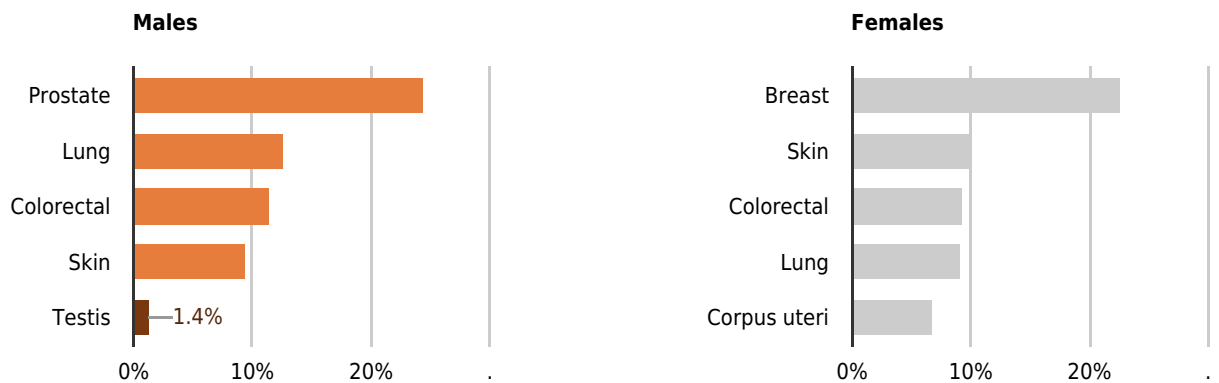 Males
Prostate
Lung
Colorectal
Skin
Testis
1.4%
0% 10% 20% .
Females
Breast
Skin
Colorectal
Lung
Corpus uteri
0% 10% 20% .